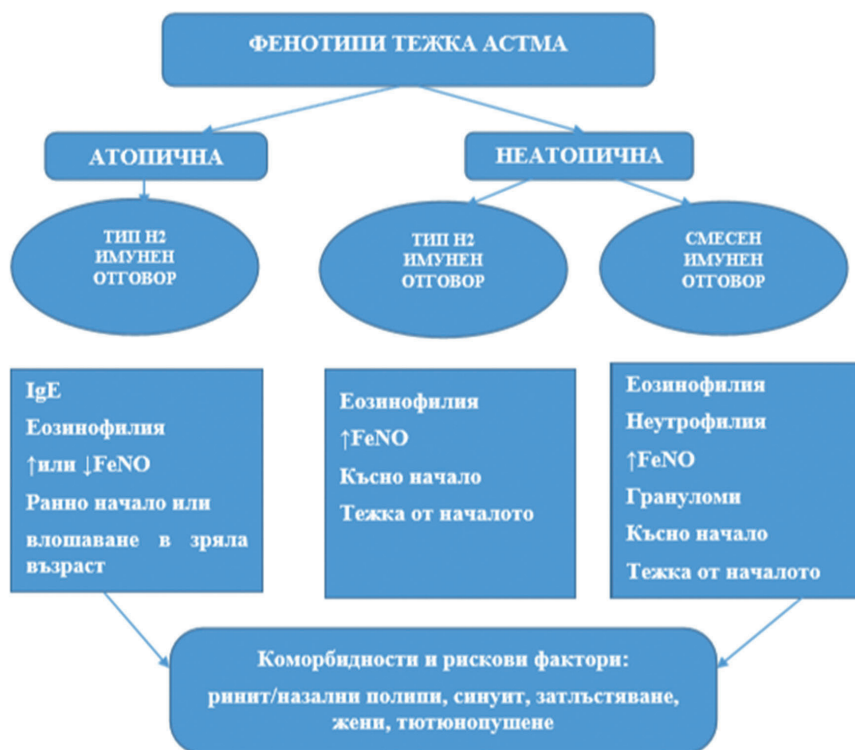 ФЕНОТИПИ ТЕЖКА АСТМА
АТОПИЧНА
НЕАТОПИЧНА
ТИП Н2
ИМУНЕН
ОТГОВОР
ТИП Н2
ИМУНЕН
ОТГОВОР
СМЕСЕН
ИМУНЕН
ОТГОВОР
IgE
Еозинофилия
↑или ↓FeNO
Ранно начало или
влошаване в зряла
възраст
Еозинофилия
↑FeNO
Късно начало
Тежка от началото
Еозинофилия
Неутрофилия
↑FeNO
Грануломи
Късно начало
Тежка от началото
Коморбидности и рискови фактори:
ринит/назални полипи, синуит, затлъстяване,
жени, тютюнопушене